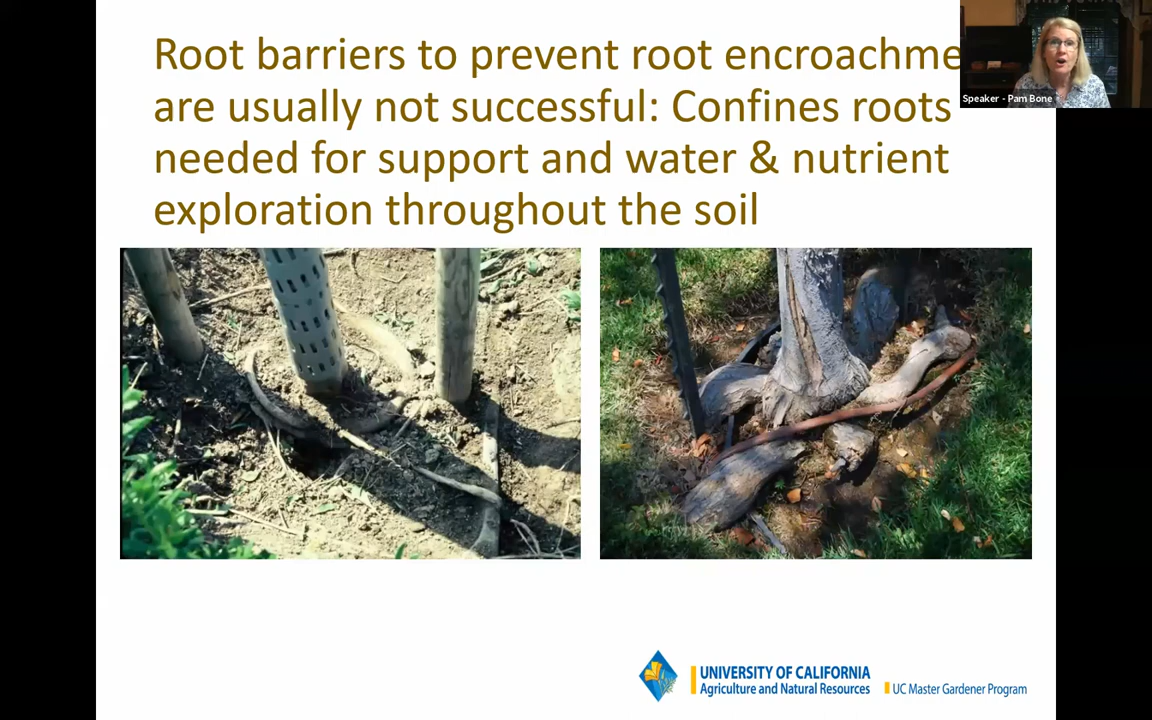 Root barriers to prevent root encroachme
are usually not successful: Confines roots
needed for support and water & nutrient
exploration throughout the soil
Speaker - Pam Bone
UNIVERSITY OF CALIFORNIA
Agriculture and Natural Resources
UC Master Gardener Program